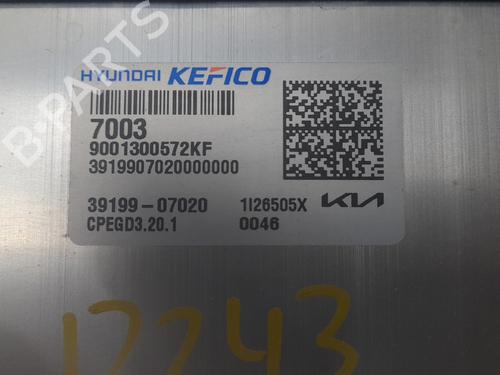 HYUNDAI KEFICO
7003
9001300572KF
3919907020000000
39199-07020 1I26505X KIA
CPEGD3.20.1 0046
B-PARTS
12243